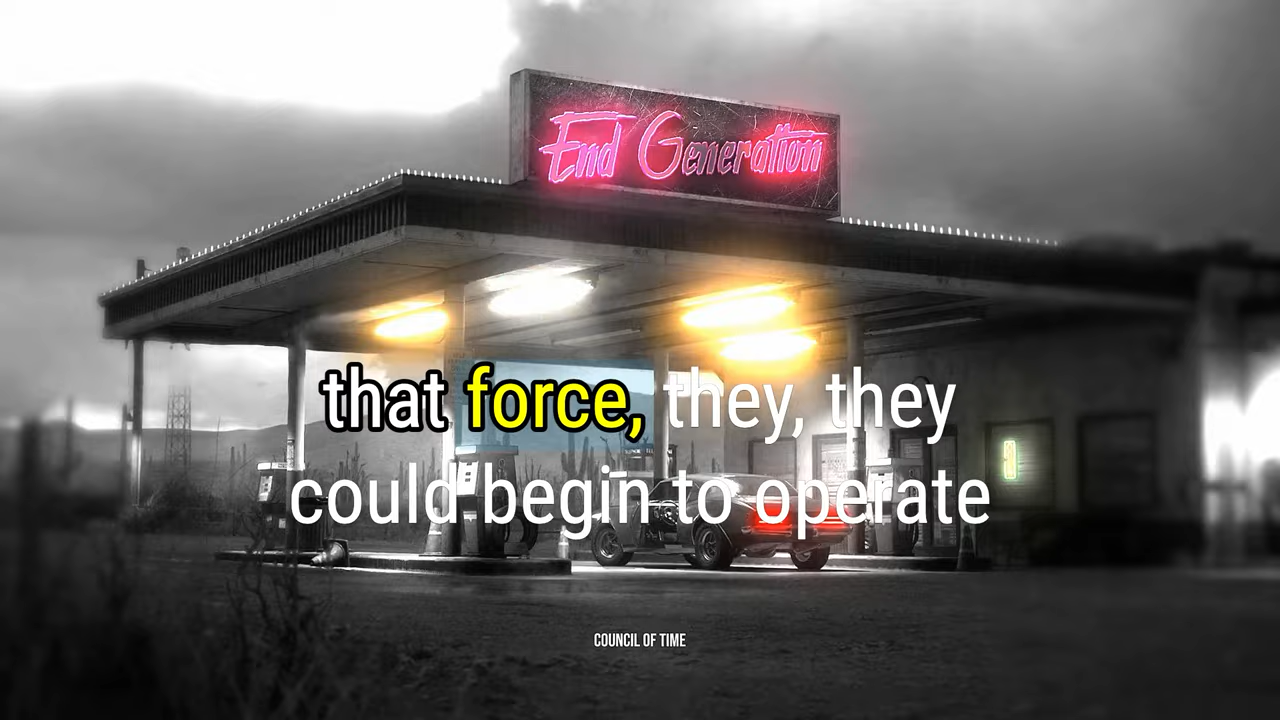 End Generation
that force, they, they
could begin to operate
COUNCIL OF TIME